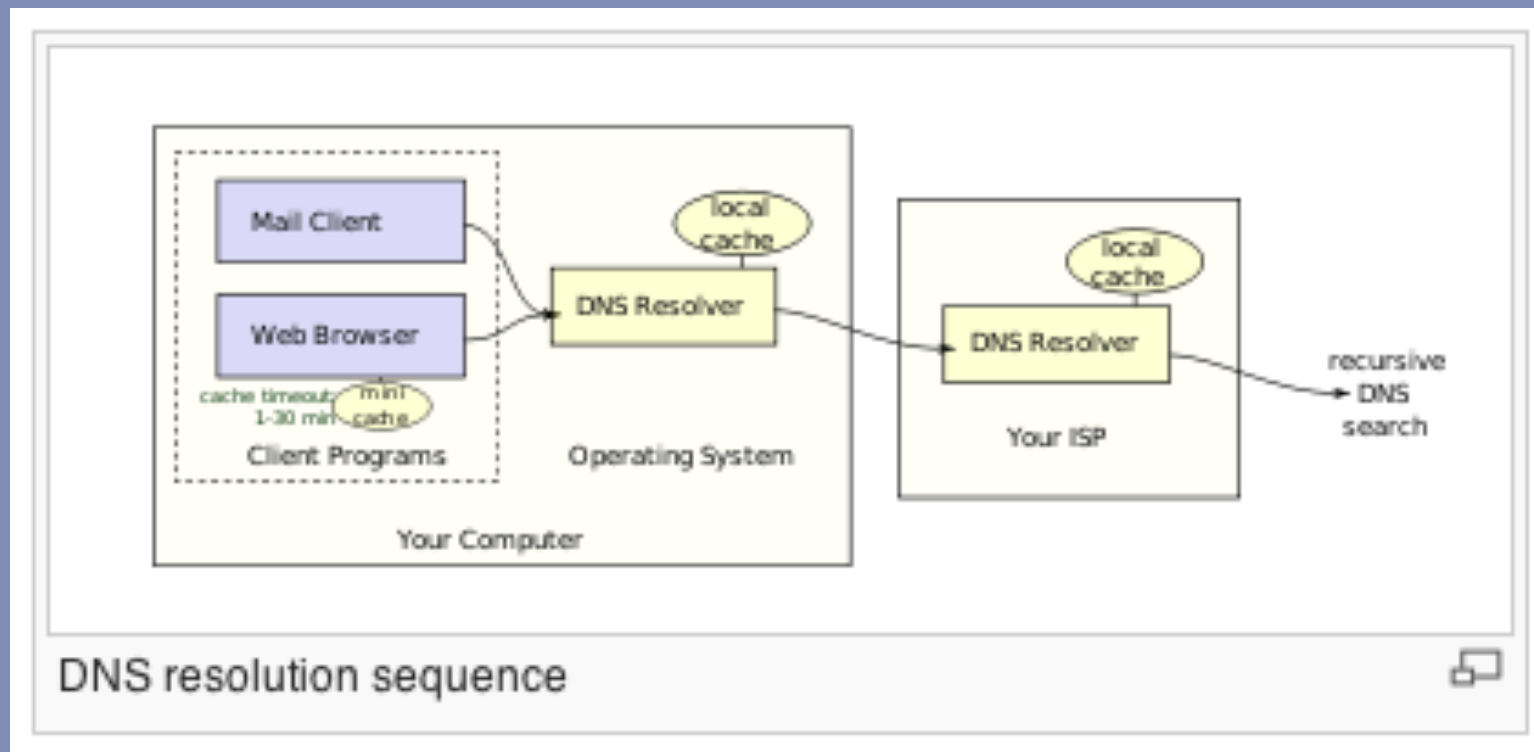 Mail Client
Web Browser
cache timeout:
1-30 min
mini
cache
Client Programs
local
cache
DNS Resolver
Operating System
Your Computer
local
cache
DNS Resolver
Your ISP
recursive
DNS
search
DNS resolution sequence